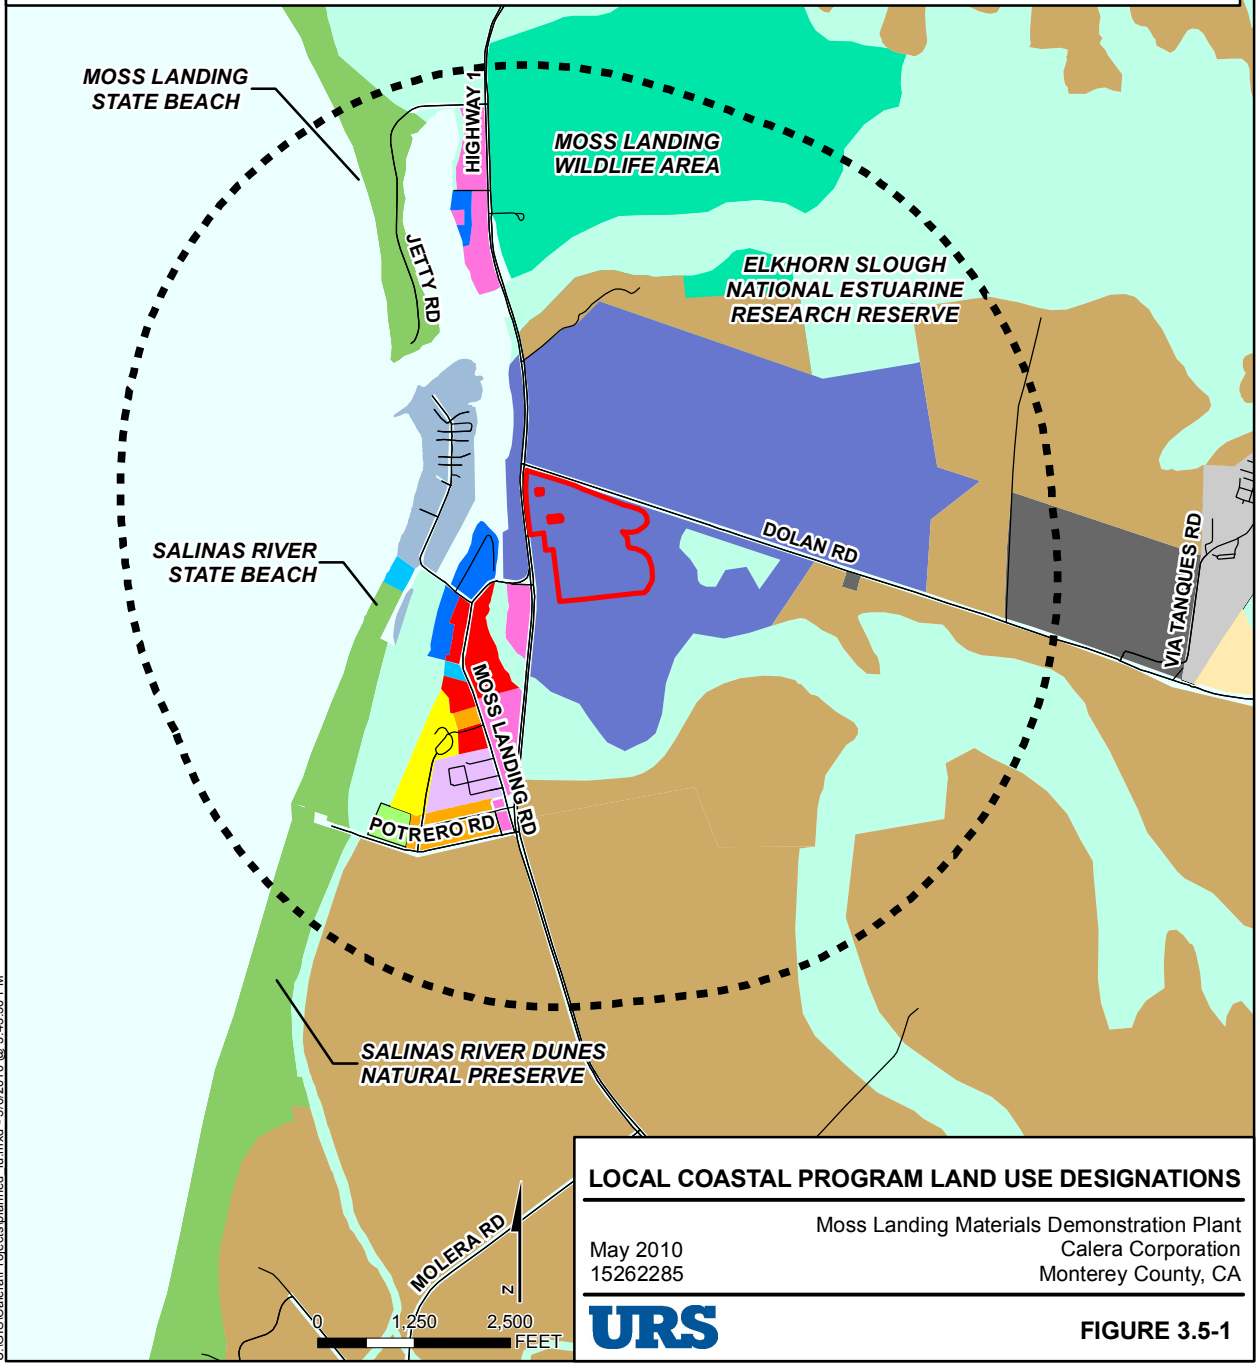 MOSS LANDING
STATE BEACH
HIGHWAY 1
MOSS LANDING
WILDLIFE AREA
JETTY RD
ELKHORN SLOUGH
NATIONAL ESTUARINE
RESEARCH RESERVE
DOLAN RD
VIA TANQUES RD
SALINAS RIVER
STATE BEACH
MOSS LANDING RD
POTRERO RD
SALINAS RIVER DUNES
NATURAL PRESERVE
MOLERA RD
Z
0 1,250 2,500
FEET
LOCAL COASTAL PROGRAM LAND USE DESIGNATIONS
Moss Landing Materials Demonstration Plant
May 2010
Calera Corporation
15262285
Monterey County, CA
URS
FIGURE 3.5-1